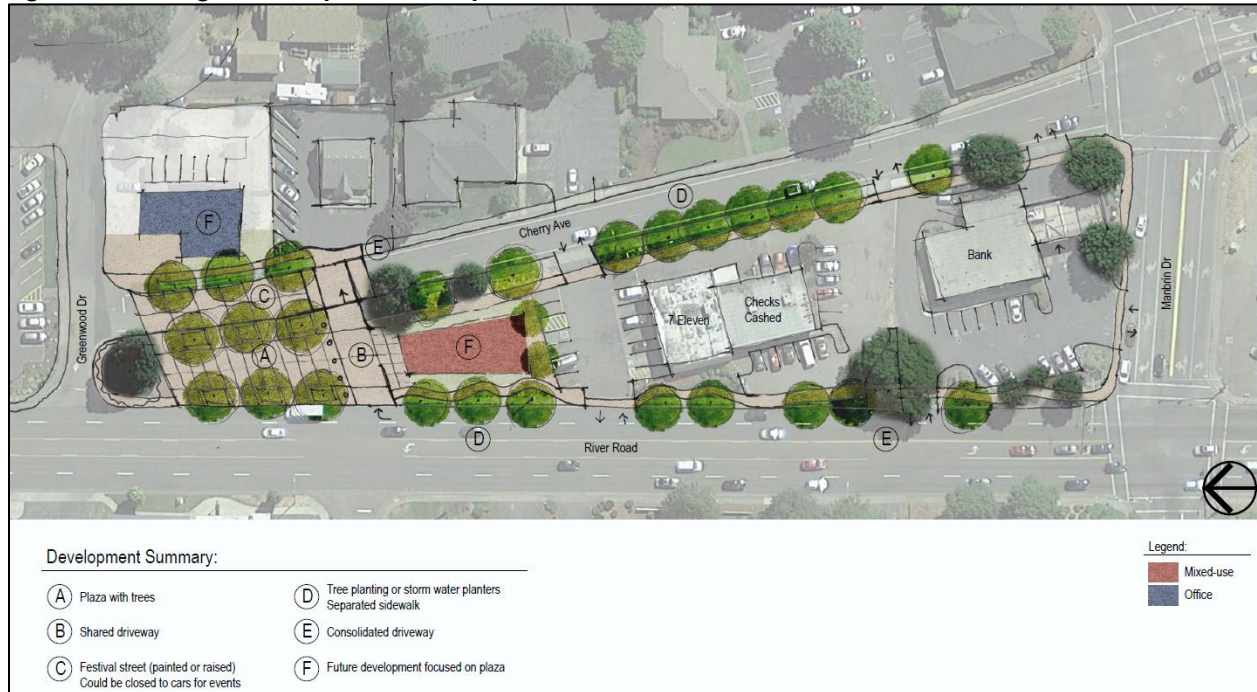 F
C
A
B
E
Cherry Ave
D
F
7 Eleven
Checks
Cashed
Bank
Greenwood Dr
Manbrin Dr
D
River Road
E
Development Summary:
A Plaza with trees
B Shared driveway
C Festival street (painted or raised)
Could be closed to cars for events
D Tree planting or storm water planters
Separated sidewalk
E Consolidated driveway
F Future development focused on plaza
Legend:
Mixed-use
Office